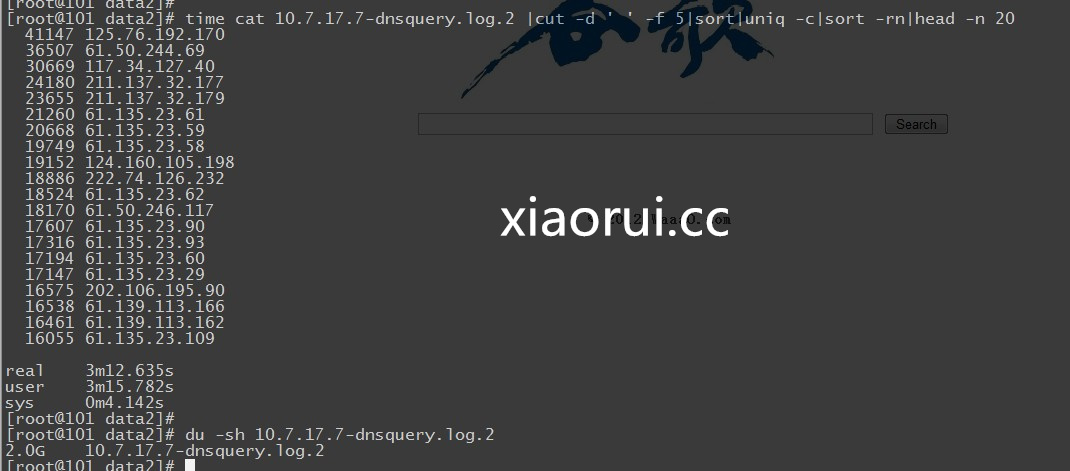 [root@101 data2]#
[root@101 data2]# time cat 10.7.17.7-dnsquery.log.2 |cut -d ' ' -f 5|sort|uniq -c|sort -rn|head -n 20
41147 125.76.192.170
36507 61.50.244.69
30669 117.34.127.40
24180 211.137.32.177
23655 211.137.32.179
21260 61.135.23.61
20668 61.135.23.59
19749 61.135.23.58
19152 124.160.105.198
18886 222.74.126.232
18524 61.135.23.62
18170 61.50.246.117
17607 61.135.23.90
17316 61.135.23.93
17194 61.135.23.60
17147 61.135.23.29
16575 202.106.195.90
16538 61.139.113.166
16461 61.139.113.162
16055 61.135.23.109
Search
xiaorui.cc
real 3m12.635s
user 3m15.782s
sys 0m4.142s
[root@101 data2]#
[root@101 data2]# du -sh 10.7.17.7-dnsquery.log.2
2.0G 10.7.17.7-dnsquery.log.2
[root@101 data2]#